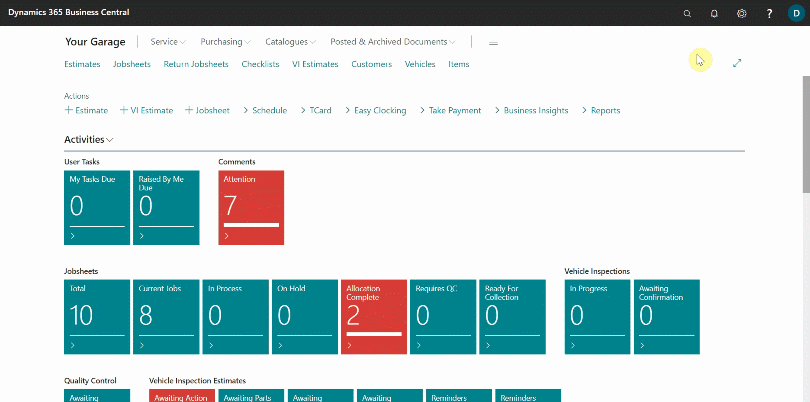 Dynamics 365 Business Central
? D
Your Garage Service Purchasing Catalogues Posted & Archived Documents
Estimates Jobsheets Return Jobsheets Checklists VI Estimates Customers Vehicles Items
Actions
+ Estimate + VI Estimate + Jobsheet > Schedule > TCard > Easy Clocking > Take Payment > Business Insights > Reports
Activities
User Tasks
Comments
My Tasks Due
0
Raised By Me
Due
0
Attention
7
Jobsheets
Vehicle Inspections
Total
10
Current Jobs
8
In Process
0
On Hold
0
Allocation
Complete
2
Requires QC
0
Ready For
Collection
0
In Progress
0
Awaiting
Confirmation
0
Quality Control
Vehicle Inspection Estimates
Awaiting
Awaiting Action
Awaiting Parts
Awaiting
Awaiting
Reminders
Reminders